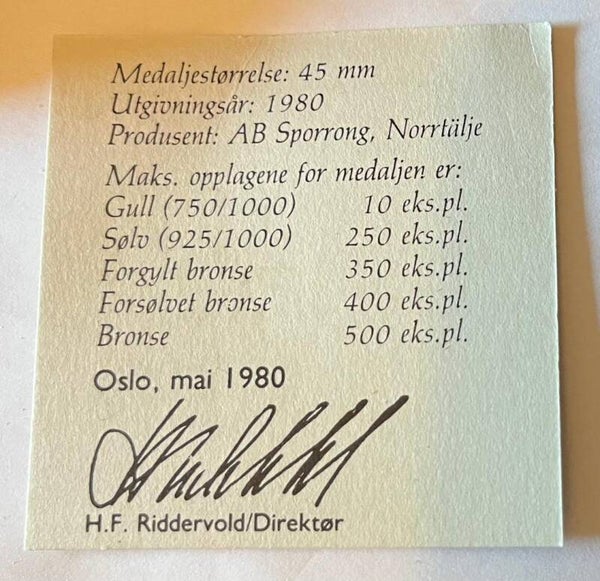 Medaljestørrelse: 45 mm
Utgivningsår: 1980
Produsent: AB Sporrong, Norrtälje
Maks. opplagene for medaljen er:
Gull (750/1000) 10 eks.pl.
Sølv (925/1000) 250 eks.pl.
Forgylt bronse 350 eks.pl.
Forsølvet bronse 400 eks.pl.
Bronse 500 eks.pl.
Oslo, mai 1980
H.F. Riddervold/Direktør